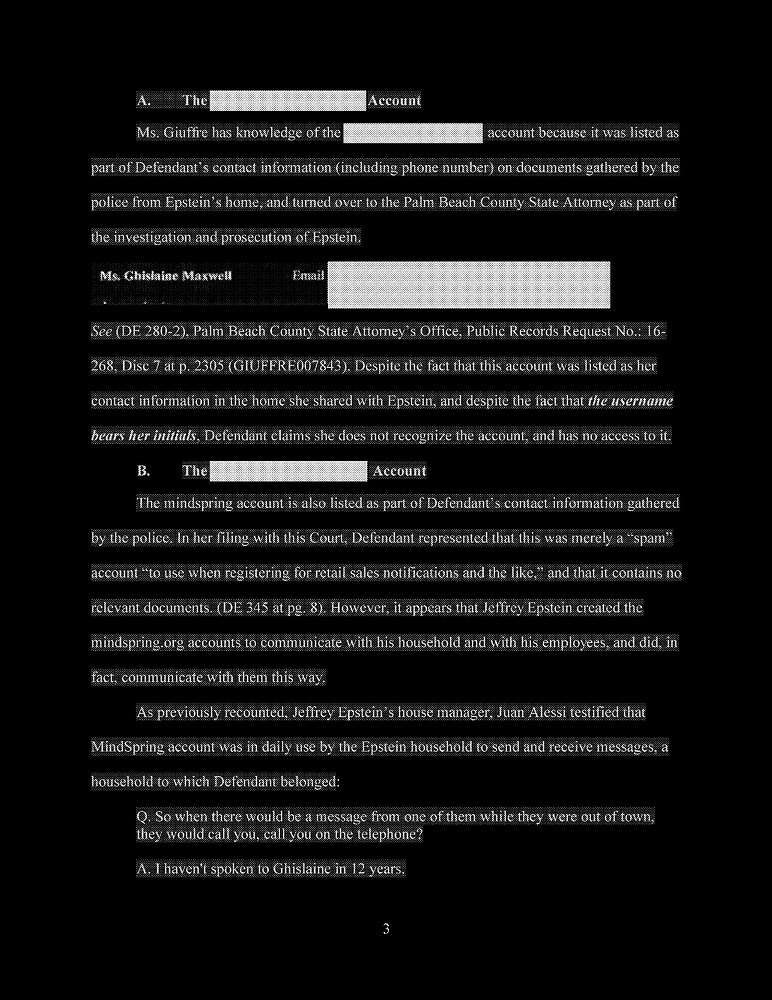 A. The Account
Ms. Giuffre has knowledge of the account because it was listed as
part of Defendant's contact information (including phone number) on documents gathered by the
police from Epstein's home, and turned over to the Palm Beach County State Attorney as part of
the investigation and prosecution of Epstein.
Ms. Ghislaine Maxwell Email
See (DE 280-2), Palm Beach County State Attorney's Office, Public Records Request No.: 16-
268, Disc 7 at p. 2305 (GIUFFRE007843). Despite the fact that this account was listed as her
contact information in the home she shared with Epstein, and despite the fact that the username
bears her initials, Defendant claims she does not recognize the account, and has no access to it.
B. The Account
The mindspring account is also listed as part of Defendant's contact information gathered
by the police. In her filing with this Court, Defendant represented that this was merely a “spam”
account “to use when registering for retail sales notifications and the like,” and that it contains no
relevant documents. (DE 345 at pg. 8). However, it appears that Jeffrey Epstein created the
mindspring.org accounts to communicate with his household and with his employees, and did, in
fact, communicate with them this way.
As previously recounted, Jeffrey Epstein's house manager, Juan Alessi testified that
MindSpring account was in daily use by the Epstein household to send and receive messages, a
household to which Defendant belonged:
Q. So when there would be a message from one of them while they were out of town,
they would call you, call you on the telephone?
A. I haven't spoken to Ghislaine in 12 years.
3